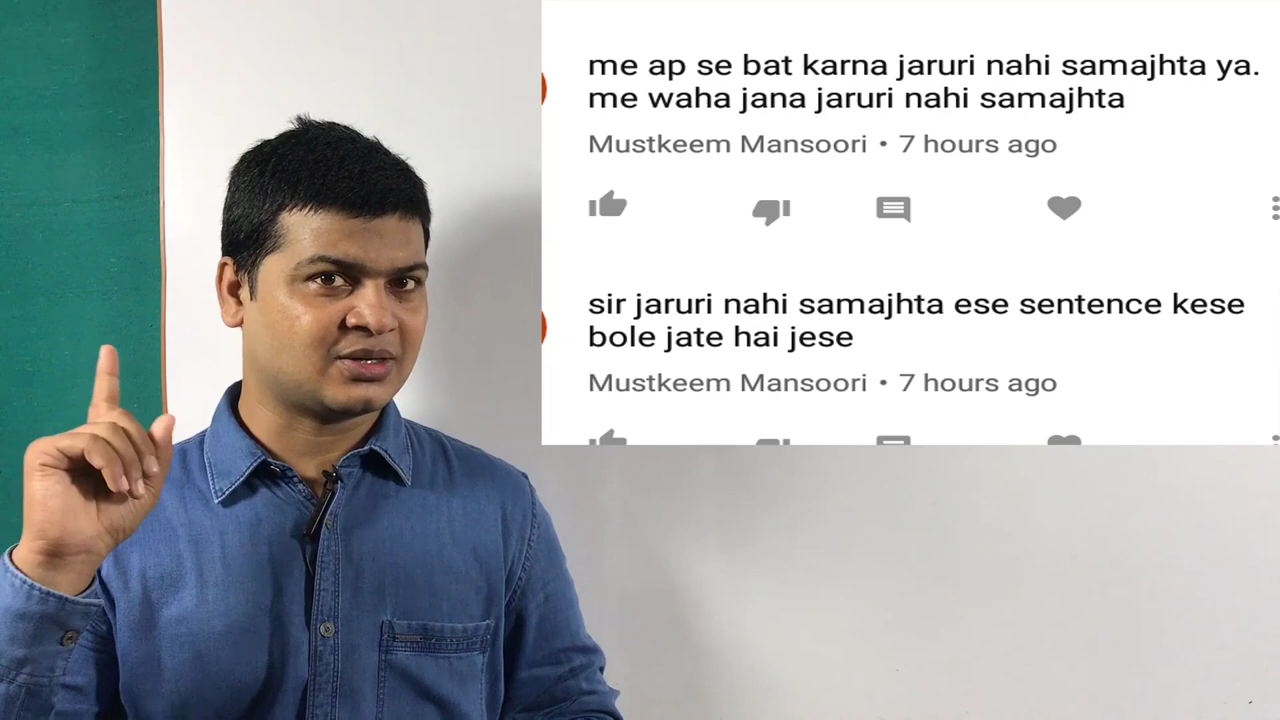 me ap se bat karna jaruri nahi samajhta ya.
me waha jana jaruri nahi samajhta
Mustkeem Mansoori • 7 hours ago
sir jaruri nahi samajhta ese sentence kese
bole jate hai jese
Mustkeem Mansoori • 7 hours ago